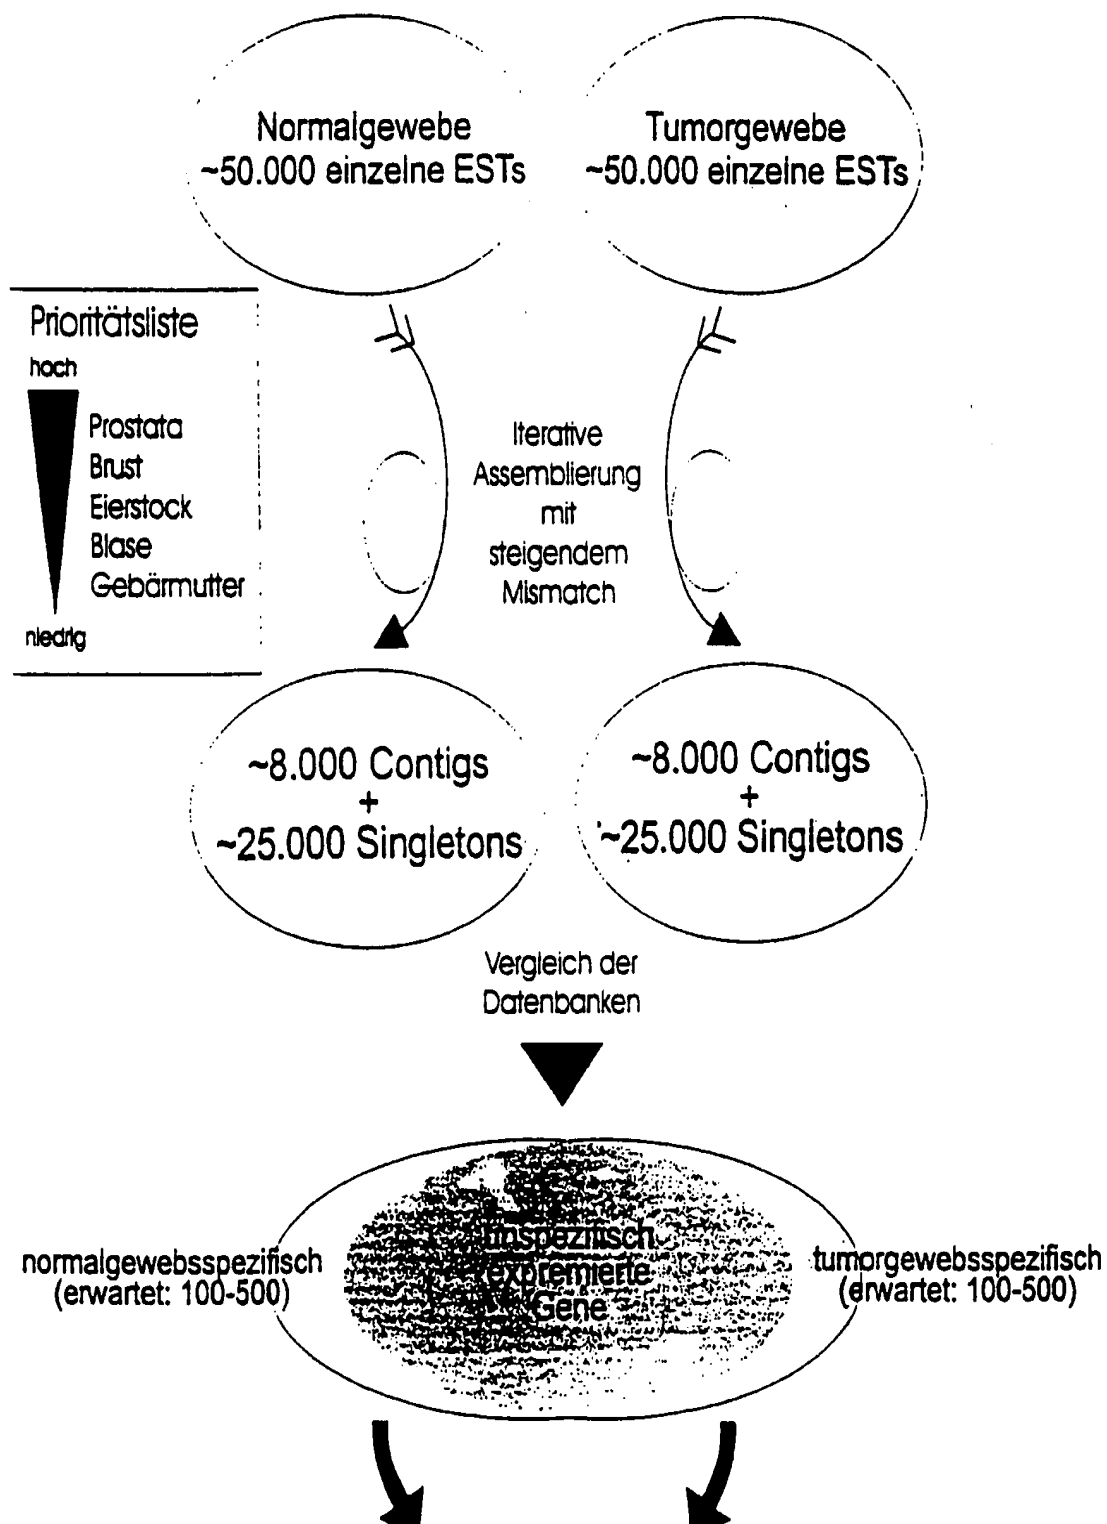 Normalgewebe
~50.000 einzelne ESTs
Tumorgewebe
~50.000 einzelne ESTs
Prioritätsliste
hoch
Prostata
Brust
Eierstock
Blase
Gebärmutter
niedrig
Iterative
Assemblierung
mit
steigendem
Mismatch
~8.000 Contigs
+
~25.000 Singletons
~8.000 Contigs
+
~25.000 Singletons
Vergleich der
Datenbanken
normalgewebsspezifisch
(erwartet: 100-500)
unspezifisch
expremierte
Gene
tumorgewebsspezifisch
(erwartet: 100-500)